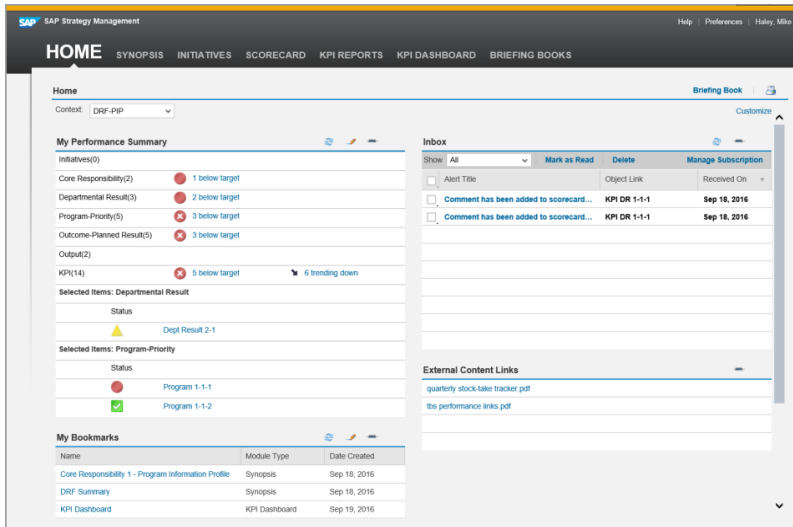 SAP SAP Strategy Management
Help | Preferences | Haley, Mike
HOME SYNOPSIS INITIATIVES SCORECARD KPI REPORTS KPI DASHBOARD BRIEFING BOOKS
Home
Briefing Book
Context: DRF-PIP
Customize
My Performance Summary
Initiatives(0)
Core Responsibility(2) 1 below target
Departmental Result(3) 2 below target
Program-Priority(5) 3 below target
Outcome-Planned Result(5) 3 below target
Output(2)
KPI(14) 5 below target 6 trending down
Selected Items: Departmental Result
Status
Dept Result 2-1
Selected Items: Program-Priority
Status
Program 1-1-1
Program 1-1-2
My Bookmarks
Name Module Type Date Created
Core Responsibility 1 - Program Information Profile Synopsis Sep 18, 2016
DRF Summary Synopsis Sep 18, 2016
KPI Dashboard KPI Dashboard Sep 19, 2016
Inbox
Show All Mark as Read Delete Manage Subscription
Alert Title Object Link Received On
Comment has been added to scorecard... KPI DR 1-1-1 Sep 18, 2016
Comment has been added to scorecard... KPI DR 1-1-1 Sep 18, 2016
External Content Links
quarterly stock-take tracker.pdf
tbs performance links.pdf